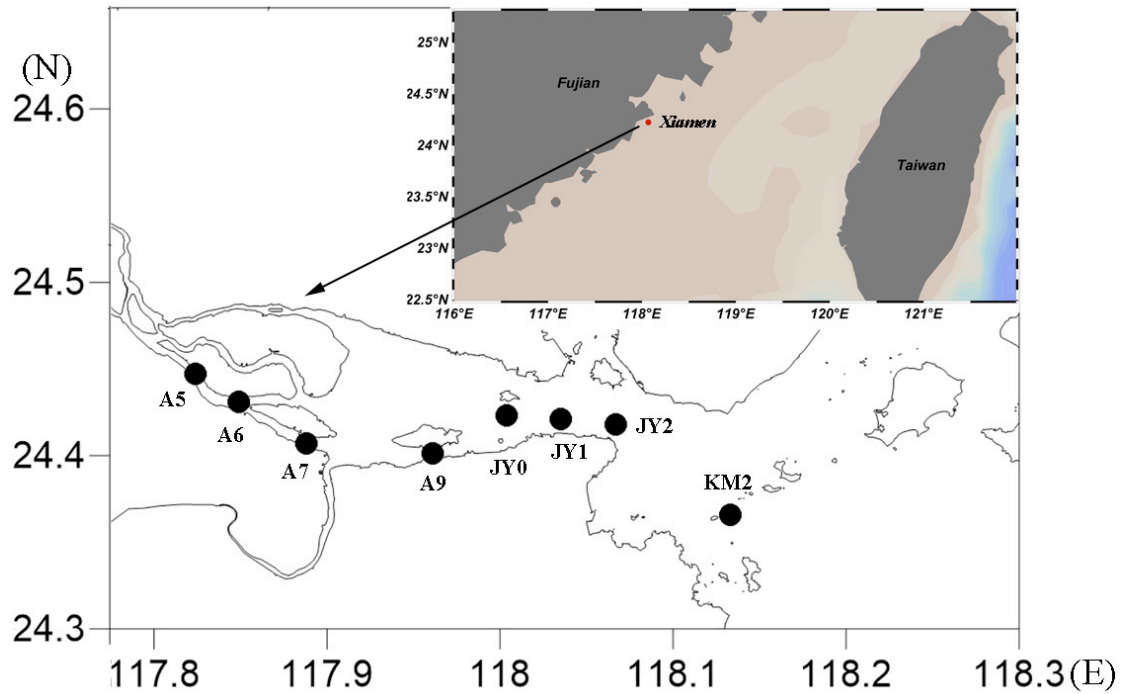 (N)
24.6
24.5
24.4
24.3
117.8
117.9
118
118.1
118.2
118.3
(E)
25°N
24.5°N
24°N
23.5°N
23°N
22.5°N
116°E
117°E
118°E
119°E
120°E
121°E
Fujian
Xiamen
Taiwan
A5
A6
A7
A9
JY0
JY1
JY2
KM2